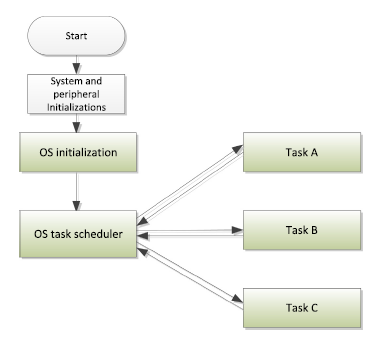 Start
System and
peripheral
Initializations
OS initialization
Task A
OS task scheduler
Task B
Task C